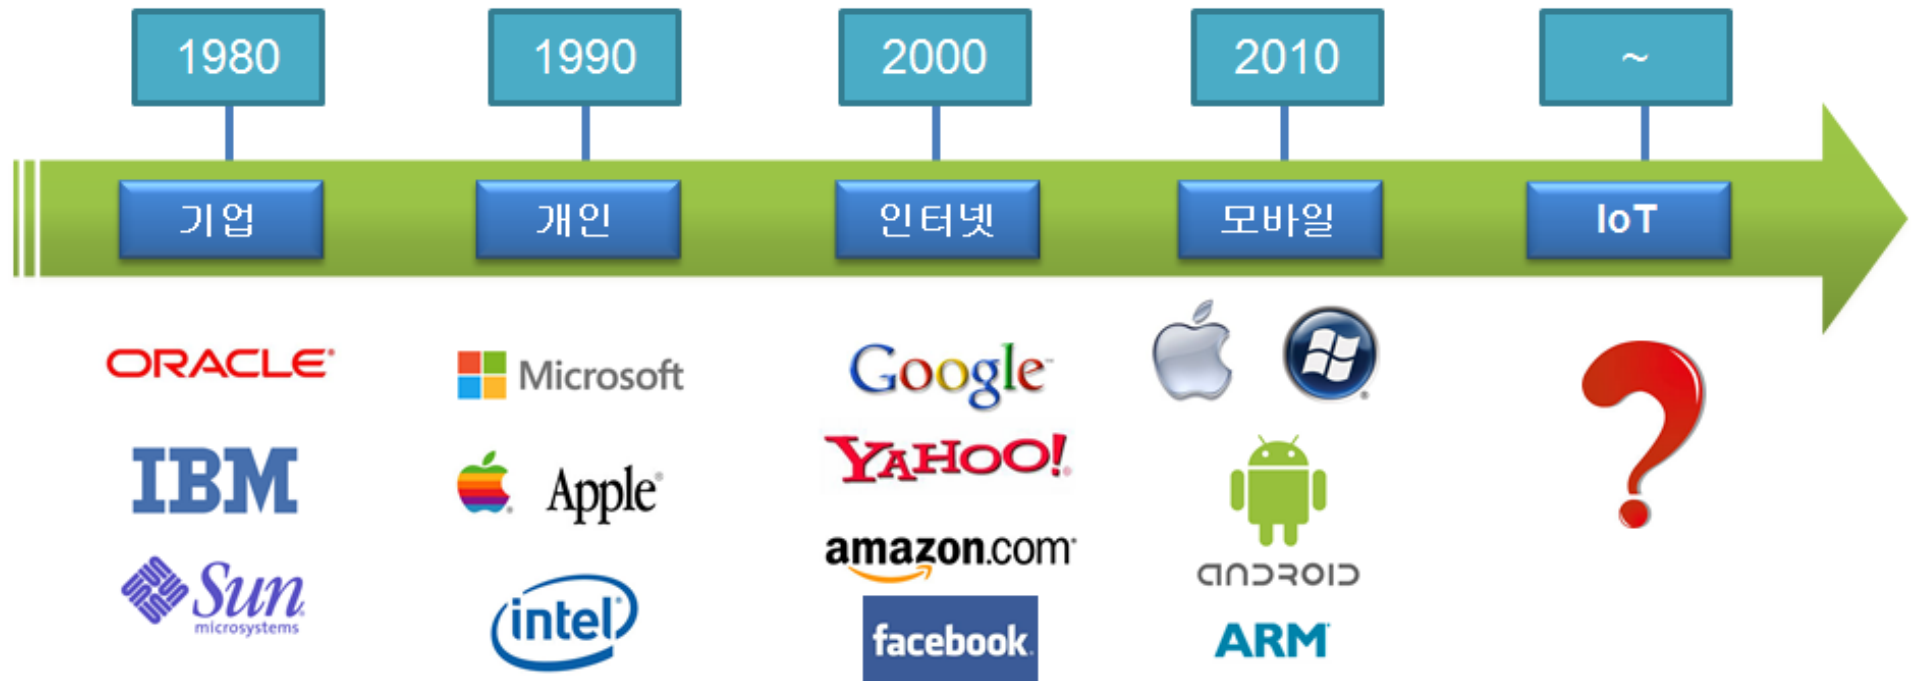 1980
1990
2000
2010
~
기업
개인
인터넷
모바일
IoT
ORACLE
IBM
Sun
microsystems
Microsoft
Apple
intel
Google
YAHOO!
amazon.com
facebook
ANDROID
ARM
?